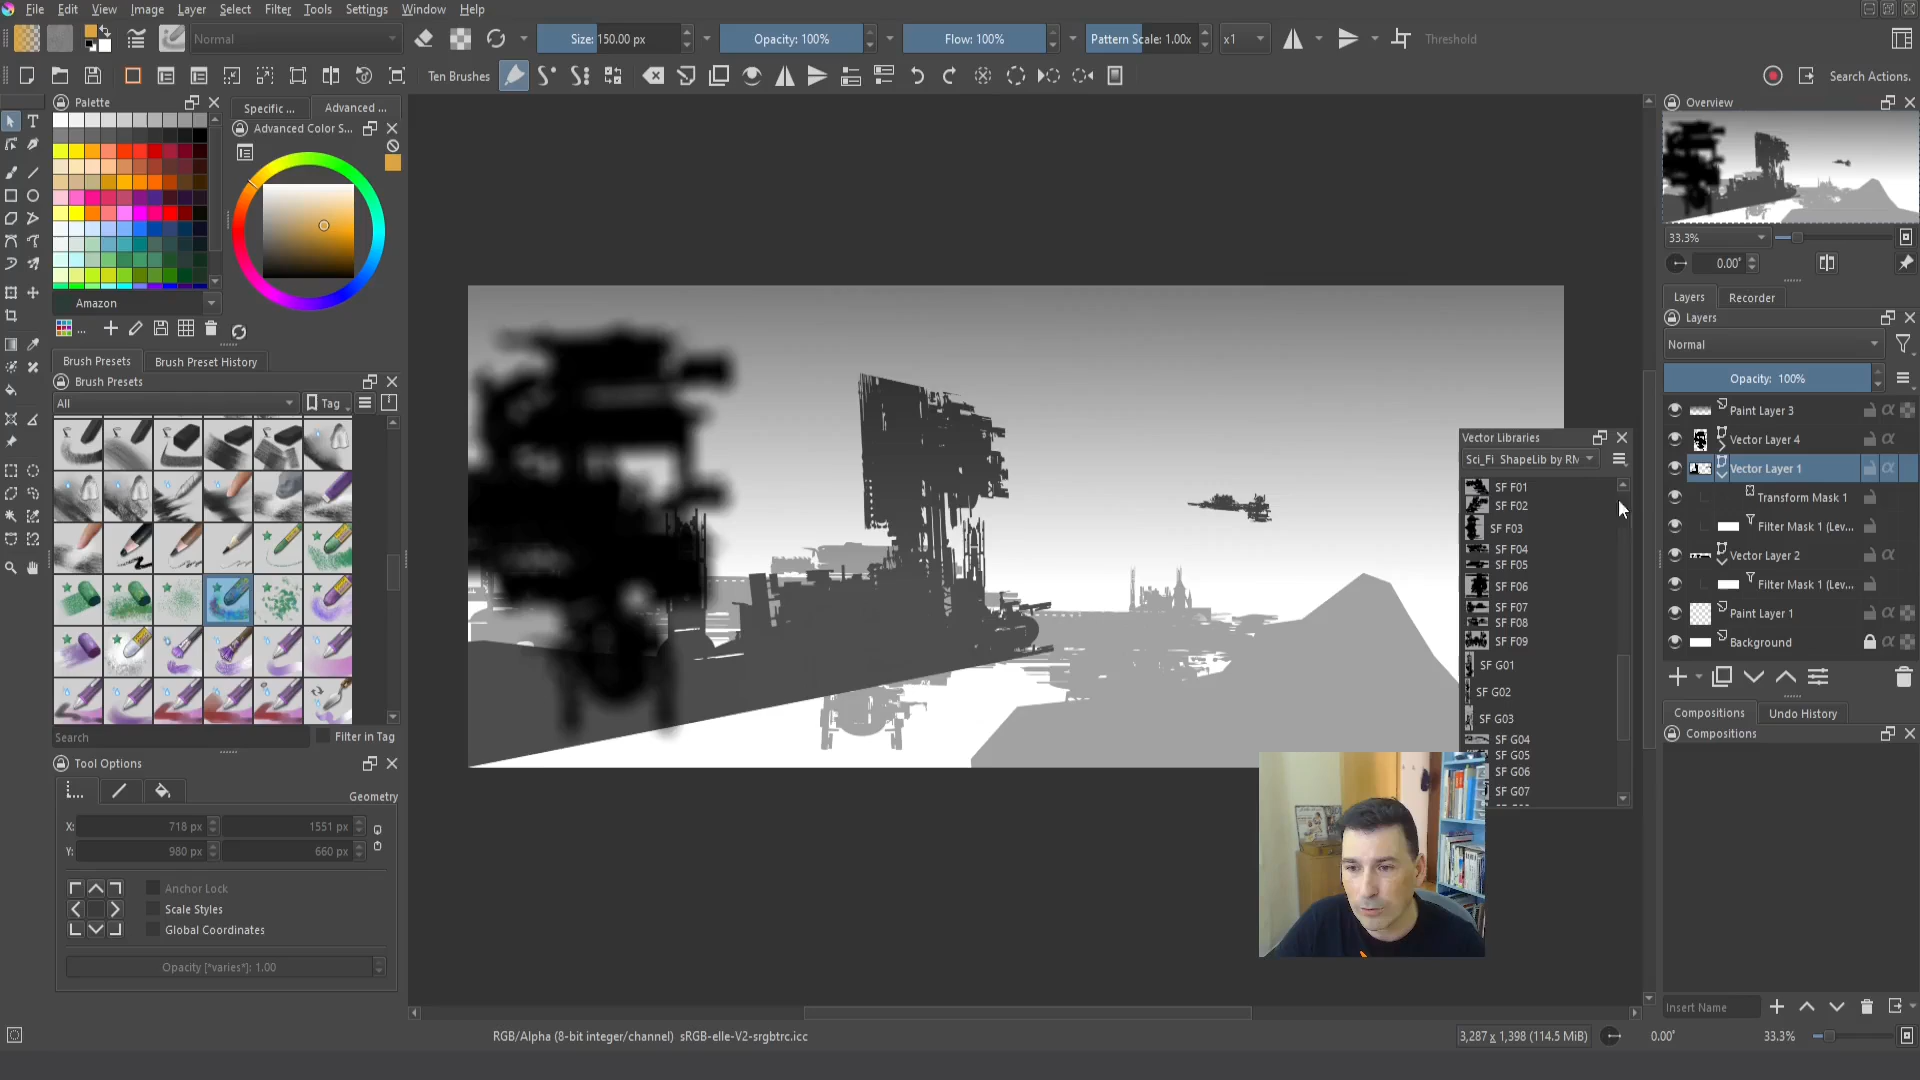 File Edit View Image Layer Select Filter Tools Settings Window Help
Normal
Size: 150.00 px
Opacity: 100%
Flow: 100%
Pattern Scale: 1.00x
x1
Threshold
Ten Brushes
Search Actions.
Palette
Specific ...
Advanced ...
Advanced Color S...
Amazon
...
Brush Presets
Brush Preset History
Brush Presets
All
Tag
Search
Filter in Tag
Tool Options
Geometry
X: 718 px 1551 px
Y: 980 px 660 px
Anchor Lock
Scale Styles
Global Coordinates
Opacity [*varies*]: 1.00
RGB/Alpha (8-bit integer/channel) sRGB-elle-V2-srgbtrc.icc
3,287 x 1,398 (114.5 MiB)
0.00°
33.3%
Vector Libraries
Sci_Fi ShapeLib by RM
SF F01
SF F02
SF F03
SF F04
SF F05
SF F06
SF F07
SF F08
SF F09
SF G01
SF G02
SF G03
SF G04
SF G05
SF G06
SF G07
Overview
33.3%
0.00°
Layers
Recorder
Layers
Normal
Opacity: 100%
Paint Layer 3
Vector Layer 4
Vector Layer 1
Transform Mask 1
Filter Mask 1 (Lev...
Vector Layer 2
Filter Mask 1 (Lev...
Paint Layer 1
Background
Compositions
Undo History
Compositions
Insert Name